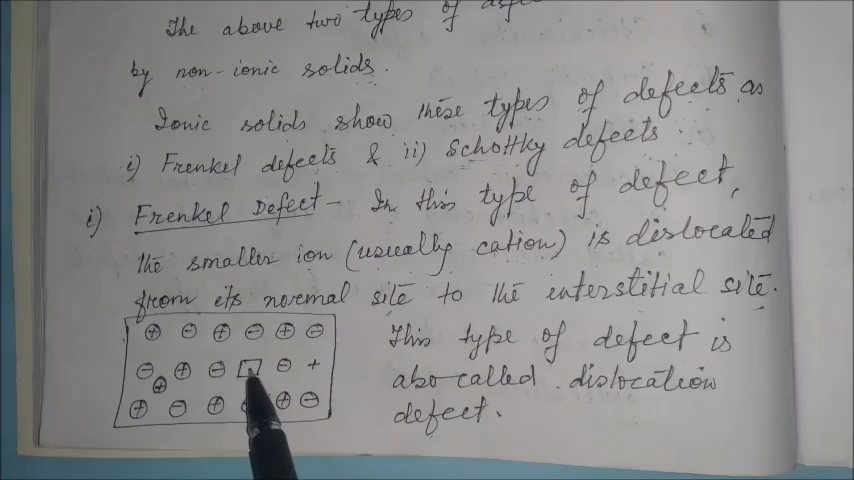 The above two types of
by non-ionic solids.
Ionic solids show these types of defects as
i) Frenkel defects & ii) Schottky defects.
i) Frenkel Defect - In this type of defect,
the smaller ion (usually cation) is dislocated
from its normal site to the interstitial site.
This type of defect is
also called dislocation
defect.
+ - + - + -
- + - - +
+
+ - + + -